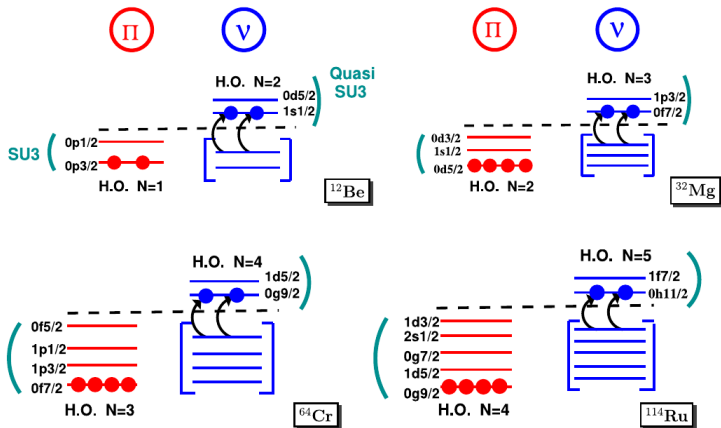 Π ν
H.O. N=2
0d5/2
1s1/2
Quasi
SU3
SU3
0p1/2
0p3/2
H.O. N=1
¹²Be
Π ν
H.O. N=3
1p3/2
0f7/2
0d3/2
1s1/2
0d5/2
H.O. N=2
³²Mg
H.O. N=4
1d5/2
0g9/2
0f5/2
1p1/2
1p3/2
0f7/2
H.O. N=3
⁶⁴Cr
H.O. N=5
1f7/2
0h11/2
1d3/2
2s1/2
0g7/2
1d5/2
0g9/2
H.O. N=4
¹¹⁴Ru